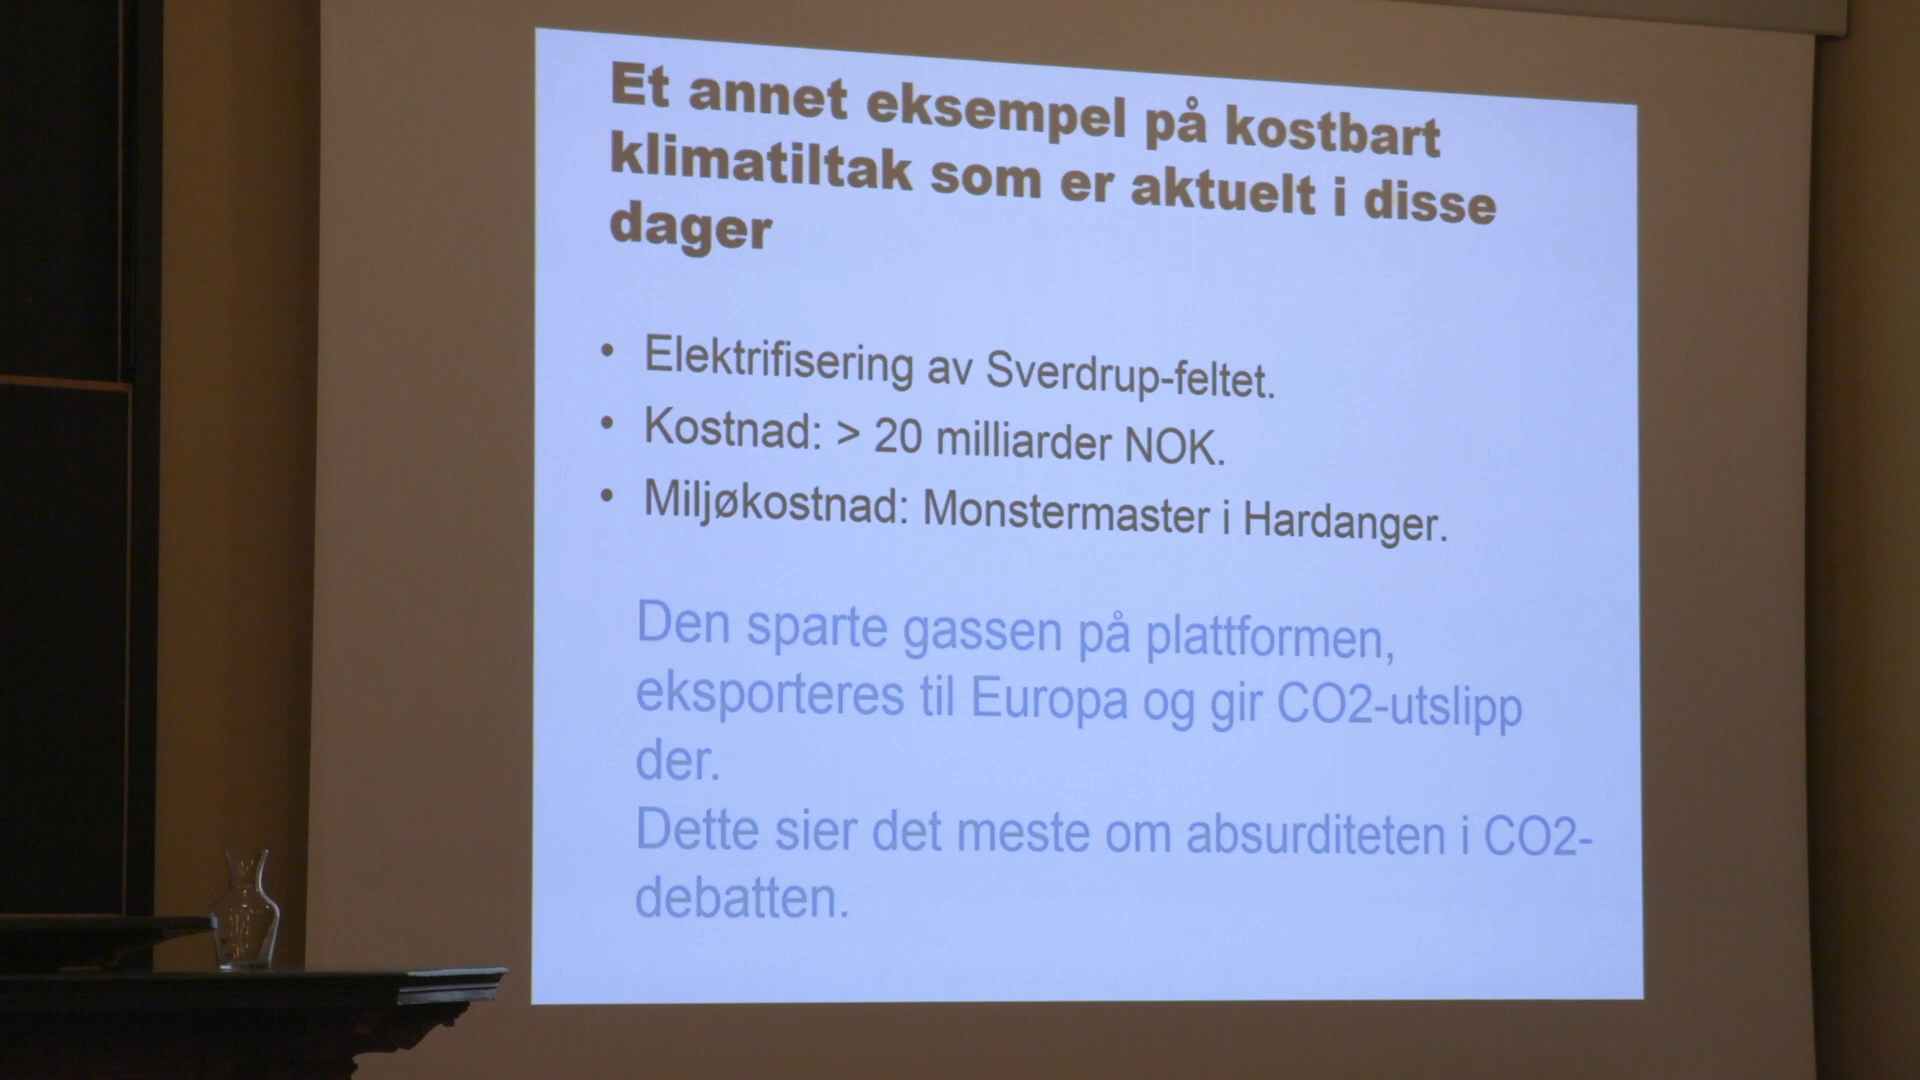 Et annet eksempel på kostbart
klimatiltak som er aktuelt i disse
dager
• Elektrifisering av Sverdrup-feltet.
• Kostnad: > 20 milliarder NOK.
• Miljøkostnad: Monstermaster i Hardanger.
Den sparte gassen på plattformen,
eksporteres til Europa og gir CO2-utslipp
der.
Dette sier det meste om absurditeten i CO2-
debatten.